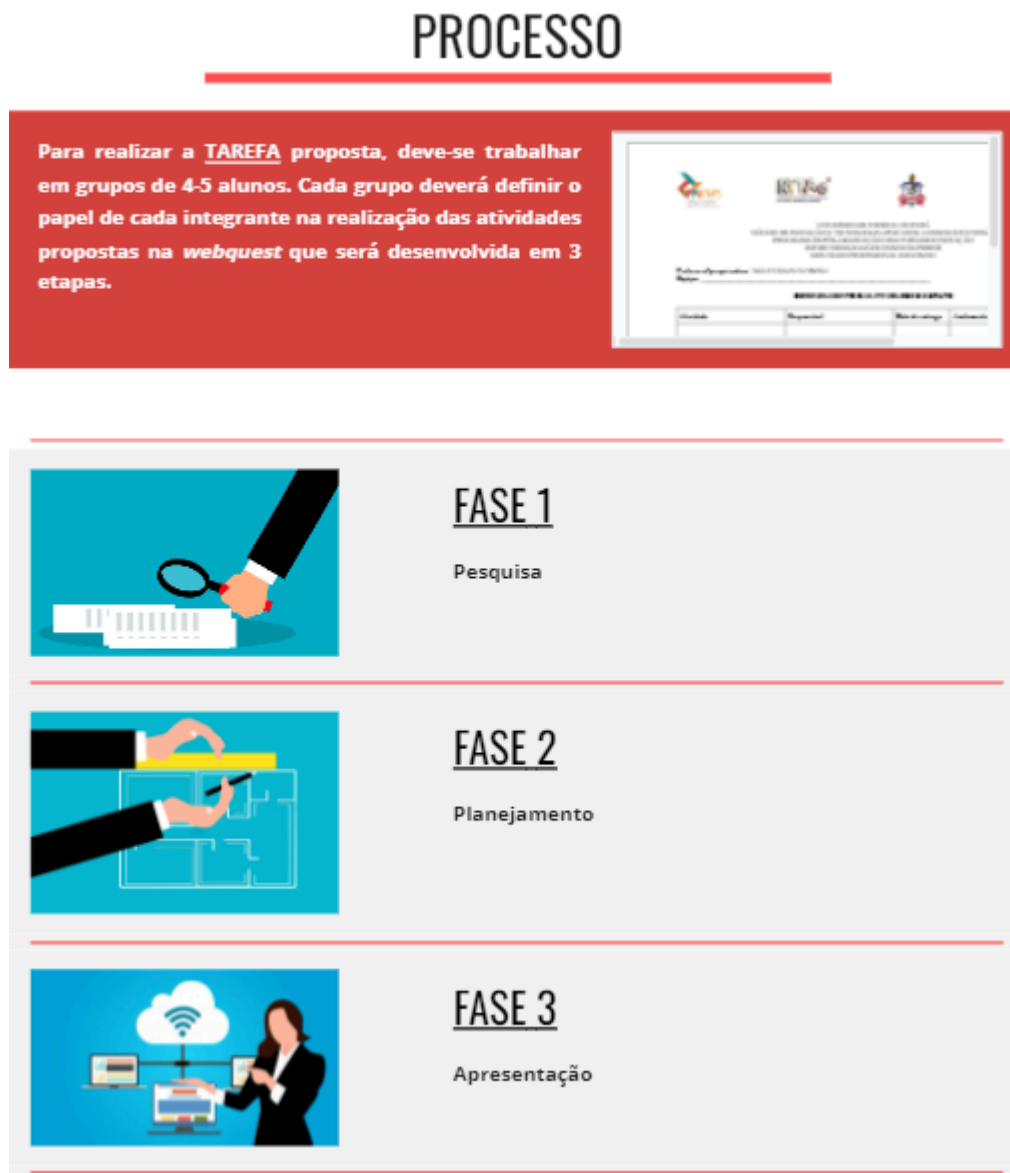 PROCESSO
Para realizar a TAREFA proposta, deve-se trabalhar
em grupos de 4-5 alunos. Cada grupo deverá definir o
papel de cada integrante na realização das atividades
propostas na webquest que será desenvolvida em 3
etapas.
FASE 1
Pesquisa
FASE 2
Planejamento
FASE 3
Apresentação